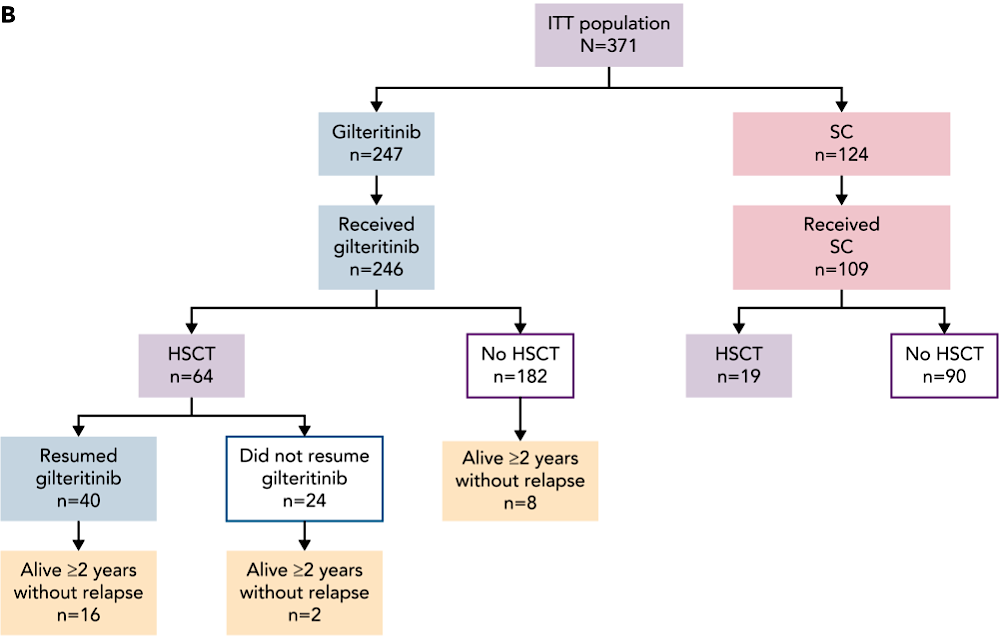 B
ITT population
N=371
Gilteritinib
n=247
SC
n=124
Received
gilteritinib
n=246
Received
SC
n=109
HSCT
n=64
No HSCT
n=182
HSCT
n=19
No HSCT
n=90
Resumed
gilteritinib
n=40
Did not resume
gilteritinib
n=24
Alive ≥2 years
without relapse
n=8
Alive ≥2 years
without relapse
n=16
Alive ≥2 years
without relapse
n=2